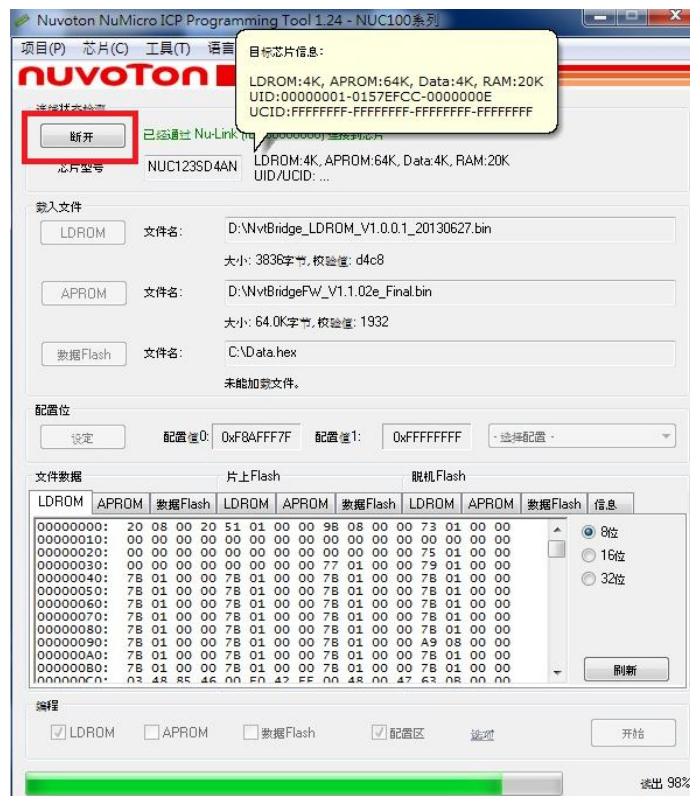 Nuvoton NuMicro ICP Programming Tool 1.24 - NUC100系列
项目(P) 芯片(C) 工具(T) 语言
nuvoTon
目标芯片信息:
LDROM:4K, APROM:64K, Data:4K, RAM:20K
UID:00000001-0157EFCC-0000000E
UCID:FFFFFFFF-FFFFFFFF-FFFFFFFF-FFFFFFFF
断开
已经通过 Nu-Link
芯片型号 NUC123SD4AN LDROM:4K, APROM:64K, Data:4K, RAM:20K
UID/UCID: ...
载入文件
LDROM 文件名: D:\NvtBridge_LDROM_V1.0.0.1_20130627.bin
大小: 3836字节,校验值: d4c8
APROM 文件名: D:\NvtBridgeFW_V1.1.02e_Final.bin
大小: 64.0K字节,校验值: 1932
数据Flash 文件名: C:\Data.hex
未能加载文件。
配置位
设定 配置值0: 0xF8AFFF7F 配置值1: 0xFFFFFFFF - 选择配置 -
文件数据 片上Flash 脱机Flash
LDROM APROM 数据Flash LDROM APROM 数据Flash LDROM APROM 数据Flash 信息
00000000: 20 08 00 20 51 01 00 00 9B 08 00 00 73 01 00 00
00000010: 00 00 00 00 00 00 00 00 00 00 00 00 00 00 00 00
00000020: 00 00 00 00 00 00 00 00 00 00 00 00 75 01 00 00
00000030: 00 00 00 00 00 00 00 00 77 01 00 00 79 01 00 00
00000040: 7B 01 00 00 7B 01 00 00 7B 01 00 00 7B 01 00 00
00000050: 7B 01 00 00 7B 01 00 00 7B 01 00 00 7B 01 00 00
00000060: 7B 01 00 00 7B 01 00 00 7B 01 00 00 7B 01 00 00
00000070: 7B 01 00 00 7B 01 00 00 7B 01 00 00 7B 01 00 00
00000080: 7B 01 00 00 7B 01 00 00 7B 01 00 00 7B 01 00 00
00000090: 7B 01 00 00 7B 01 00 00 7B 01 00 00 A9 08 00 00
000000A0: 7B 01 00 00 7B 01 00 00 7B 01 00 00 7B 01 00 00
000000B0: 7B 01 00 00 7B 01 00 00 7B 01 00 00 7B 01 00 00
8位
16位
32位
刷新
编程
LDROM APROM 数据Flash 配置区 选项 开始
读出 98%